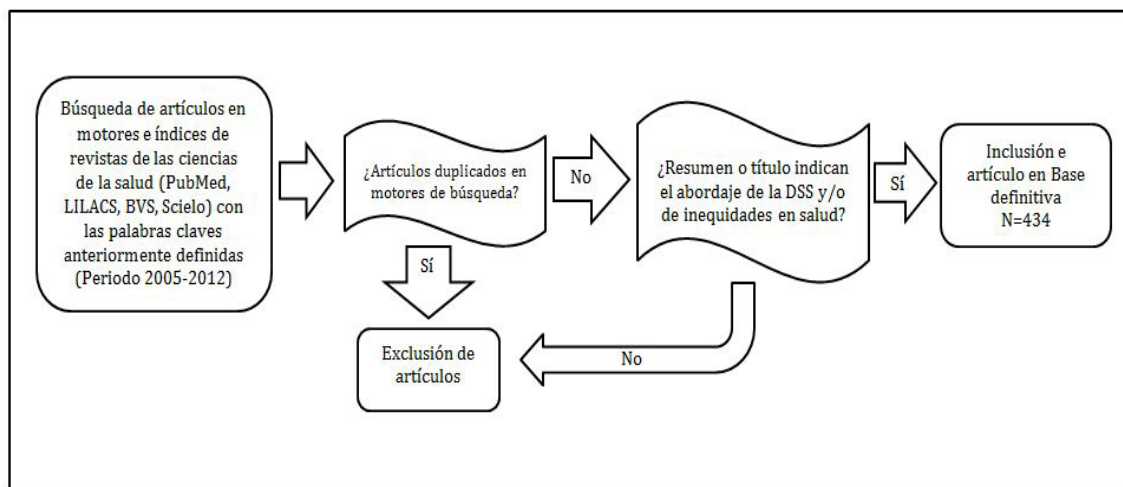 Búsqueda de artículos en
motores e índices de
revistas de las ciencias
de la salud (PubMed,
LILACS, BVS, Scielo) con
las palabras claves
anteriormente definidas
(Periodo 2005-2012)
¿Artículos duplicados en
motores de búsqueda?
No
¿Resumen o título indican
el abordaje de la DSS y/o
de inequidades en salud?
Sí
Inclusión e
artículo en Base
definitiva
N=434
Sí
Exclusión de
artículos
No